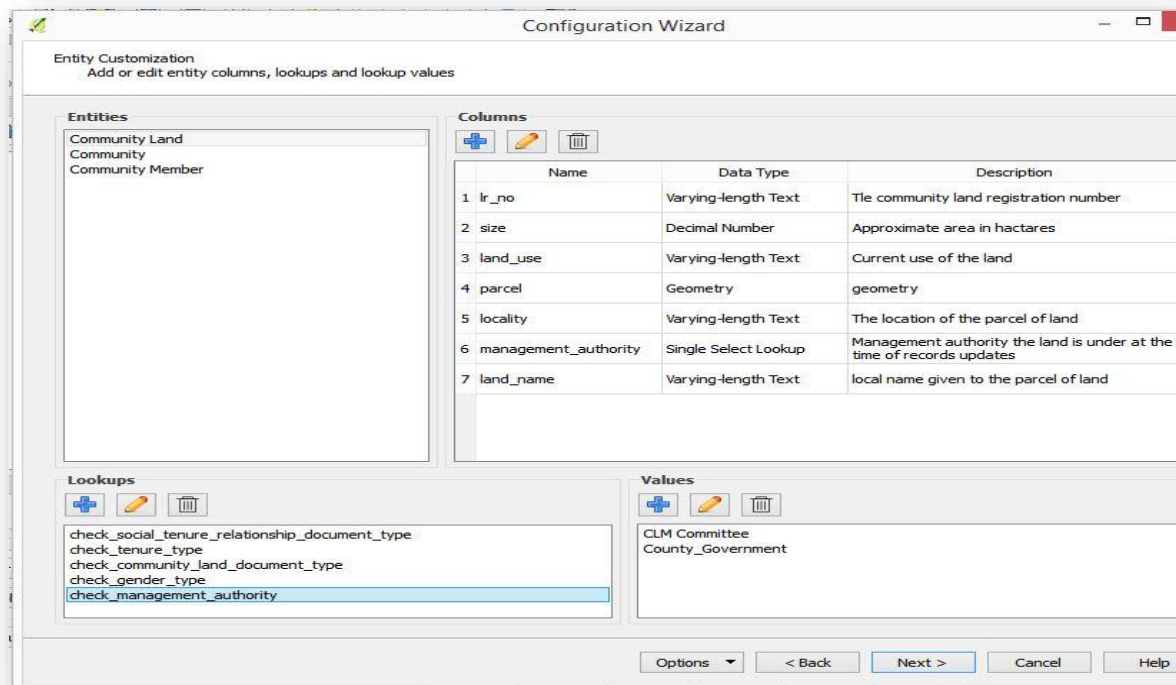 Configuration Wizard
Entity Customization
Add or edit entity columns, lookups and lookup values
Entities
Community Land
Community
Community Member
Columns
Name Data Type Description
1 lr_no Varying-length Text Tle community land registration number
2 size Decimal Number Approximate area in hactares
3 land_use Varying-length Text Current use of the land
4 parcel Geometry geometry
5 locality Varying-length Text The location of the parcel of land
6 management_authority Single Select Lookup Management authority the land is under at the
time of records updates
7 land_name Varying-length Text local name given to the parcel of land
Lookups
check_social_tenure_relationship_document_type
check_tenure_type
check_community_land_document_type
check_gender_type
check_management_authority
Values
CLM Committee
County_Government
Options < Back Next > Cancel Help